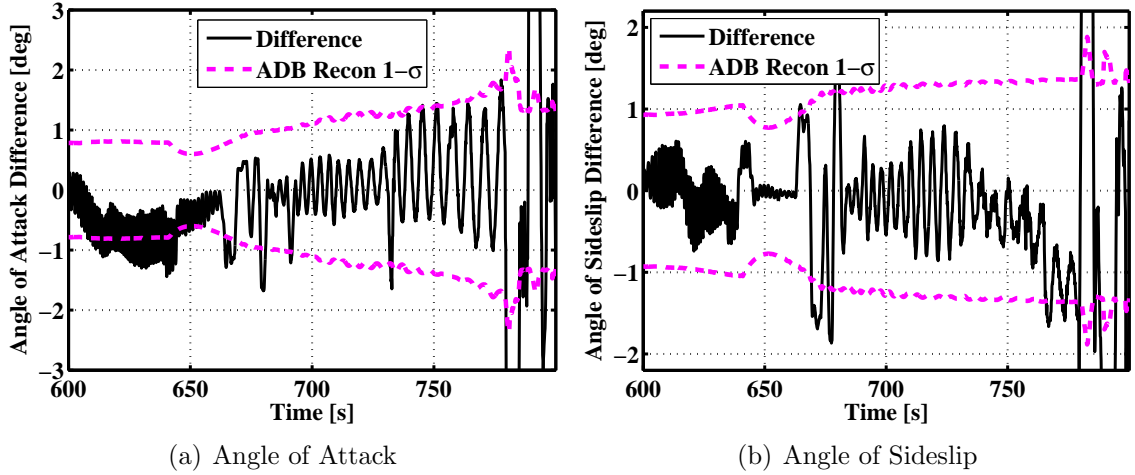 Difference
ADB Recon 1−σ
Angle of Attack Difference [deg]
3
2
1
0
−1
−2
−3
600
650
700
750
Time [s]
(a) Angle of Attack
Difference
ADB Recon 1−σ
Angle of Sideslip Difference [deg]
2
1
0
−1
−2
600
650
700
750
Time [s]
(b) Angle of Sideslip